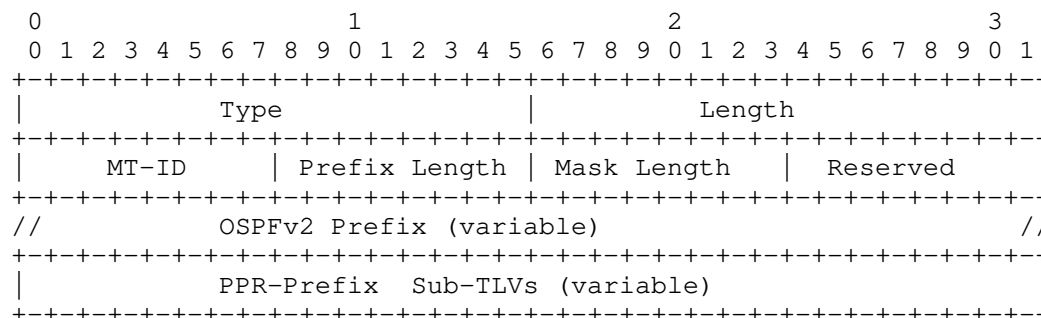 0                   1                   2                   3
0 1 2 3 4 5 6 7 8 9 0 1 2 3 4 5 6 7 8 9 0 1 2 3 4 5 6 7 8 9 0 1
+-+-+-+-+-+-+-+-+-+-+-+-+-+-+-+-+-+-+-+-+-+-+-+-+-+-+-+-+-+-+-+--
|            Type               |          Length
+-+-+-+-+-+-+-+-+-+-+-+-+-+-+-+-+-+-+-+-+-+-+-+-+-+-+-+-+-+-+-+--
|     MT-ID     | Prefix Length | Mask Length   |  Reserved
+-+-+-+-+-+-+-+-+-+-+-+-+-+-+-+-+-+-+-+-+-+-+-+-+-+-+-+-+-+-+-+--
//           OSPFv2 Prefix (variable)                          //
+-+-+-+-+-+-+-+-+-+-+-+-+-+-+-+-+-+-+-+-+-+-+-+-+-+-+-+-+-+-+-+--
|            PPR-Prefix  Sub-TLVs (variable)
+-+-+-+-+-+-+-+-+-+-+-+-+-+-+-+-+-+-+-+-+-+-+-+-+-+-+-+-+-+-+-+--